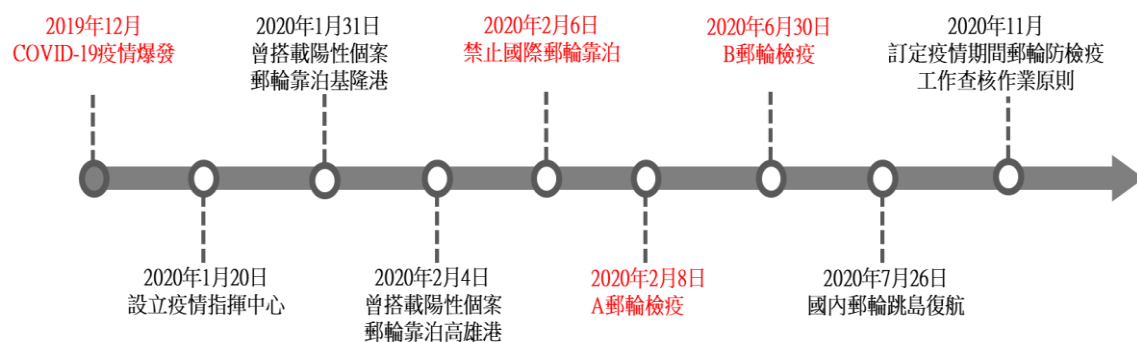 2019年12月
COVID-19疫情爆發
2020年1月20日
設立疫情指揮中心
2020年1月31日
曾搭載陽性個案
郵輪靠泊基隆港
2020年2月4日
曾搭載陽性個案
郵輪靠泊高雄港
2020年2月6日
禁止國際郵輪靠泊
2020年2月8日
A郵輪檢疫
2020年6月30日
B郵輪檢疫
2020年7月26日
國內郵輪跳島復航
2020年11月
訂定疫情期間郵輪防檢疫
工作查核作業原則